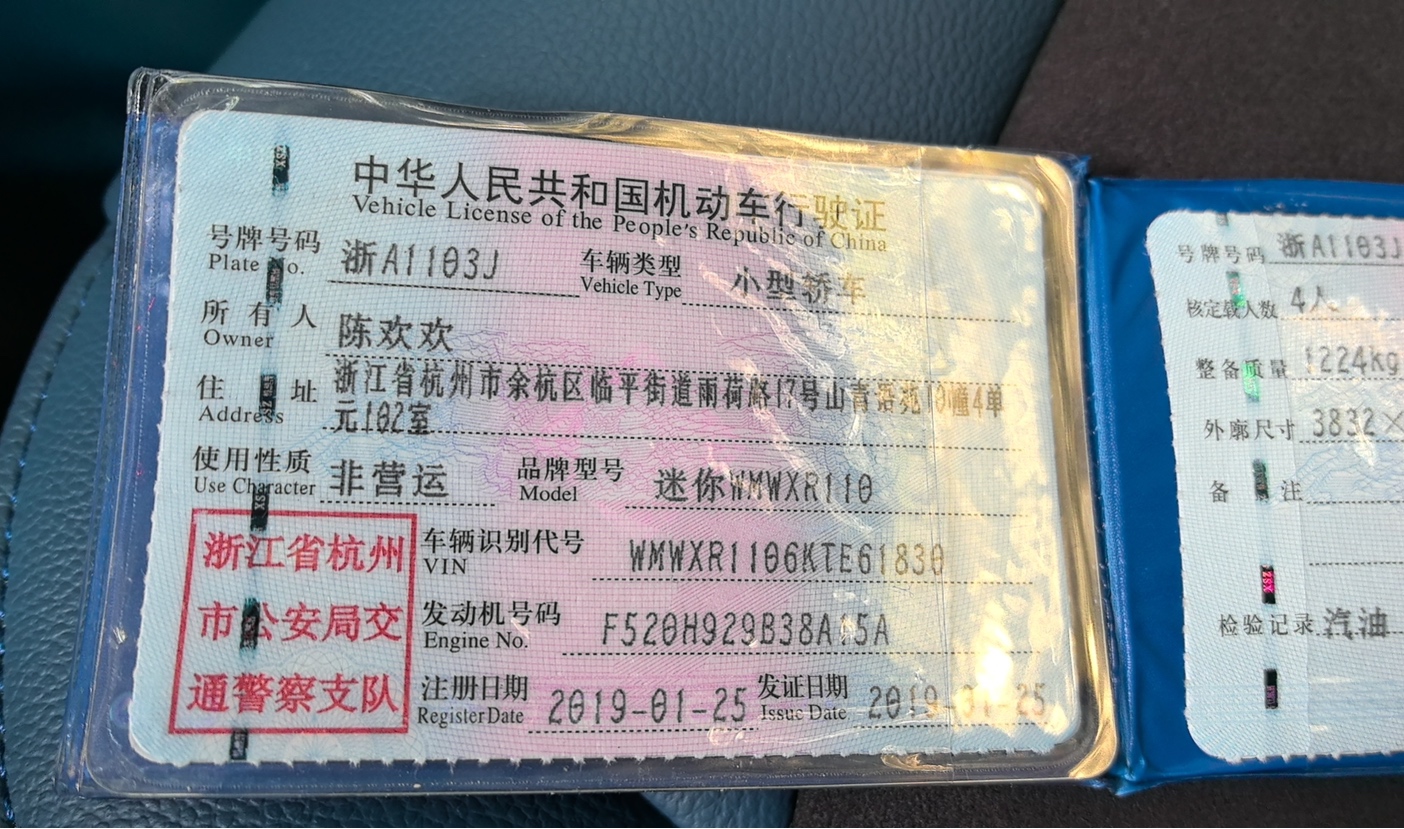 中华人民共和国机动车行驶证
Vehicle License of the People's Republic of China
号牌号码 浙A1103J 车辆类型 小型轿车
Plate No. Vehicle Type
所有人 陈欢欢
Owner
住址 浙江省杭州市余杭区临平街道雨荷路17号山青语苑10幢4单
Address 元102室
使用性质 非营运 品牌型号 迷你WMWXR110
Use Character Model
浙江省杭州
市公安局交
通警察支队
车辆识别代号 WMWXR1106KTE61830
VIN
发动机号码
Engine No.
注册日期 2019-01-25 发证日期 2019-01-25
Register Date Issue Date
号牌号码 浙A1103J
核定载人数 4人
整备质量 1224kg
外廓尺寸 3832×
备注
检验记录 汽油